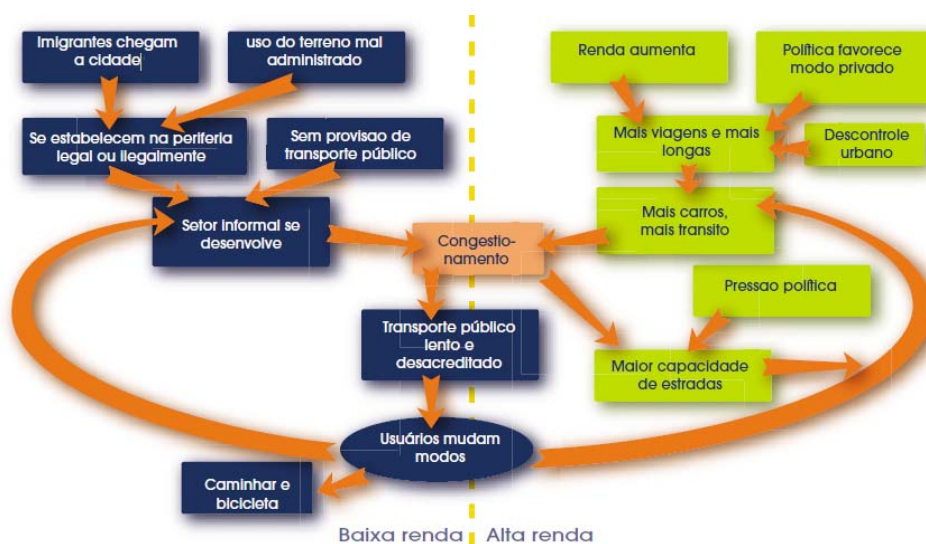 Imigrantes chegam
a cidade
uso do terreno mal
administrado
Se estabelecem na periferia
legal ou ilegalmente
Sem provisao de
transporte público
Setor informal se
desenvolve
Renda aumenta
Política favorece
modo privado
Mais viagens e mais
longas
Descontrole
urbano
Mais carros,
mais transito
Congestio-
namento
Pressao política
Transporte público
lento e
desacreditado
Maior capacidade
de estradas
Usuários mudam
modos
Caminhar e
bicicleta
Baixa renda
Alta renda